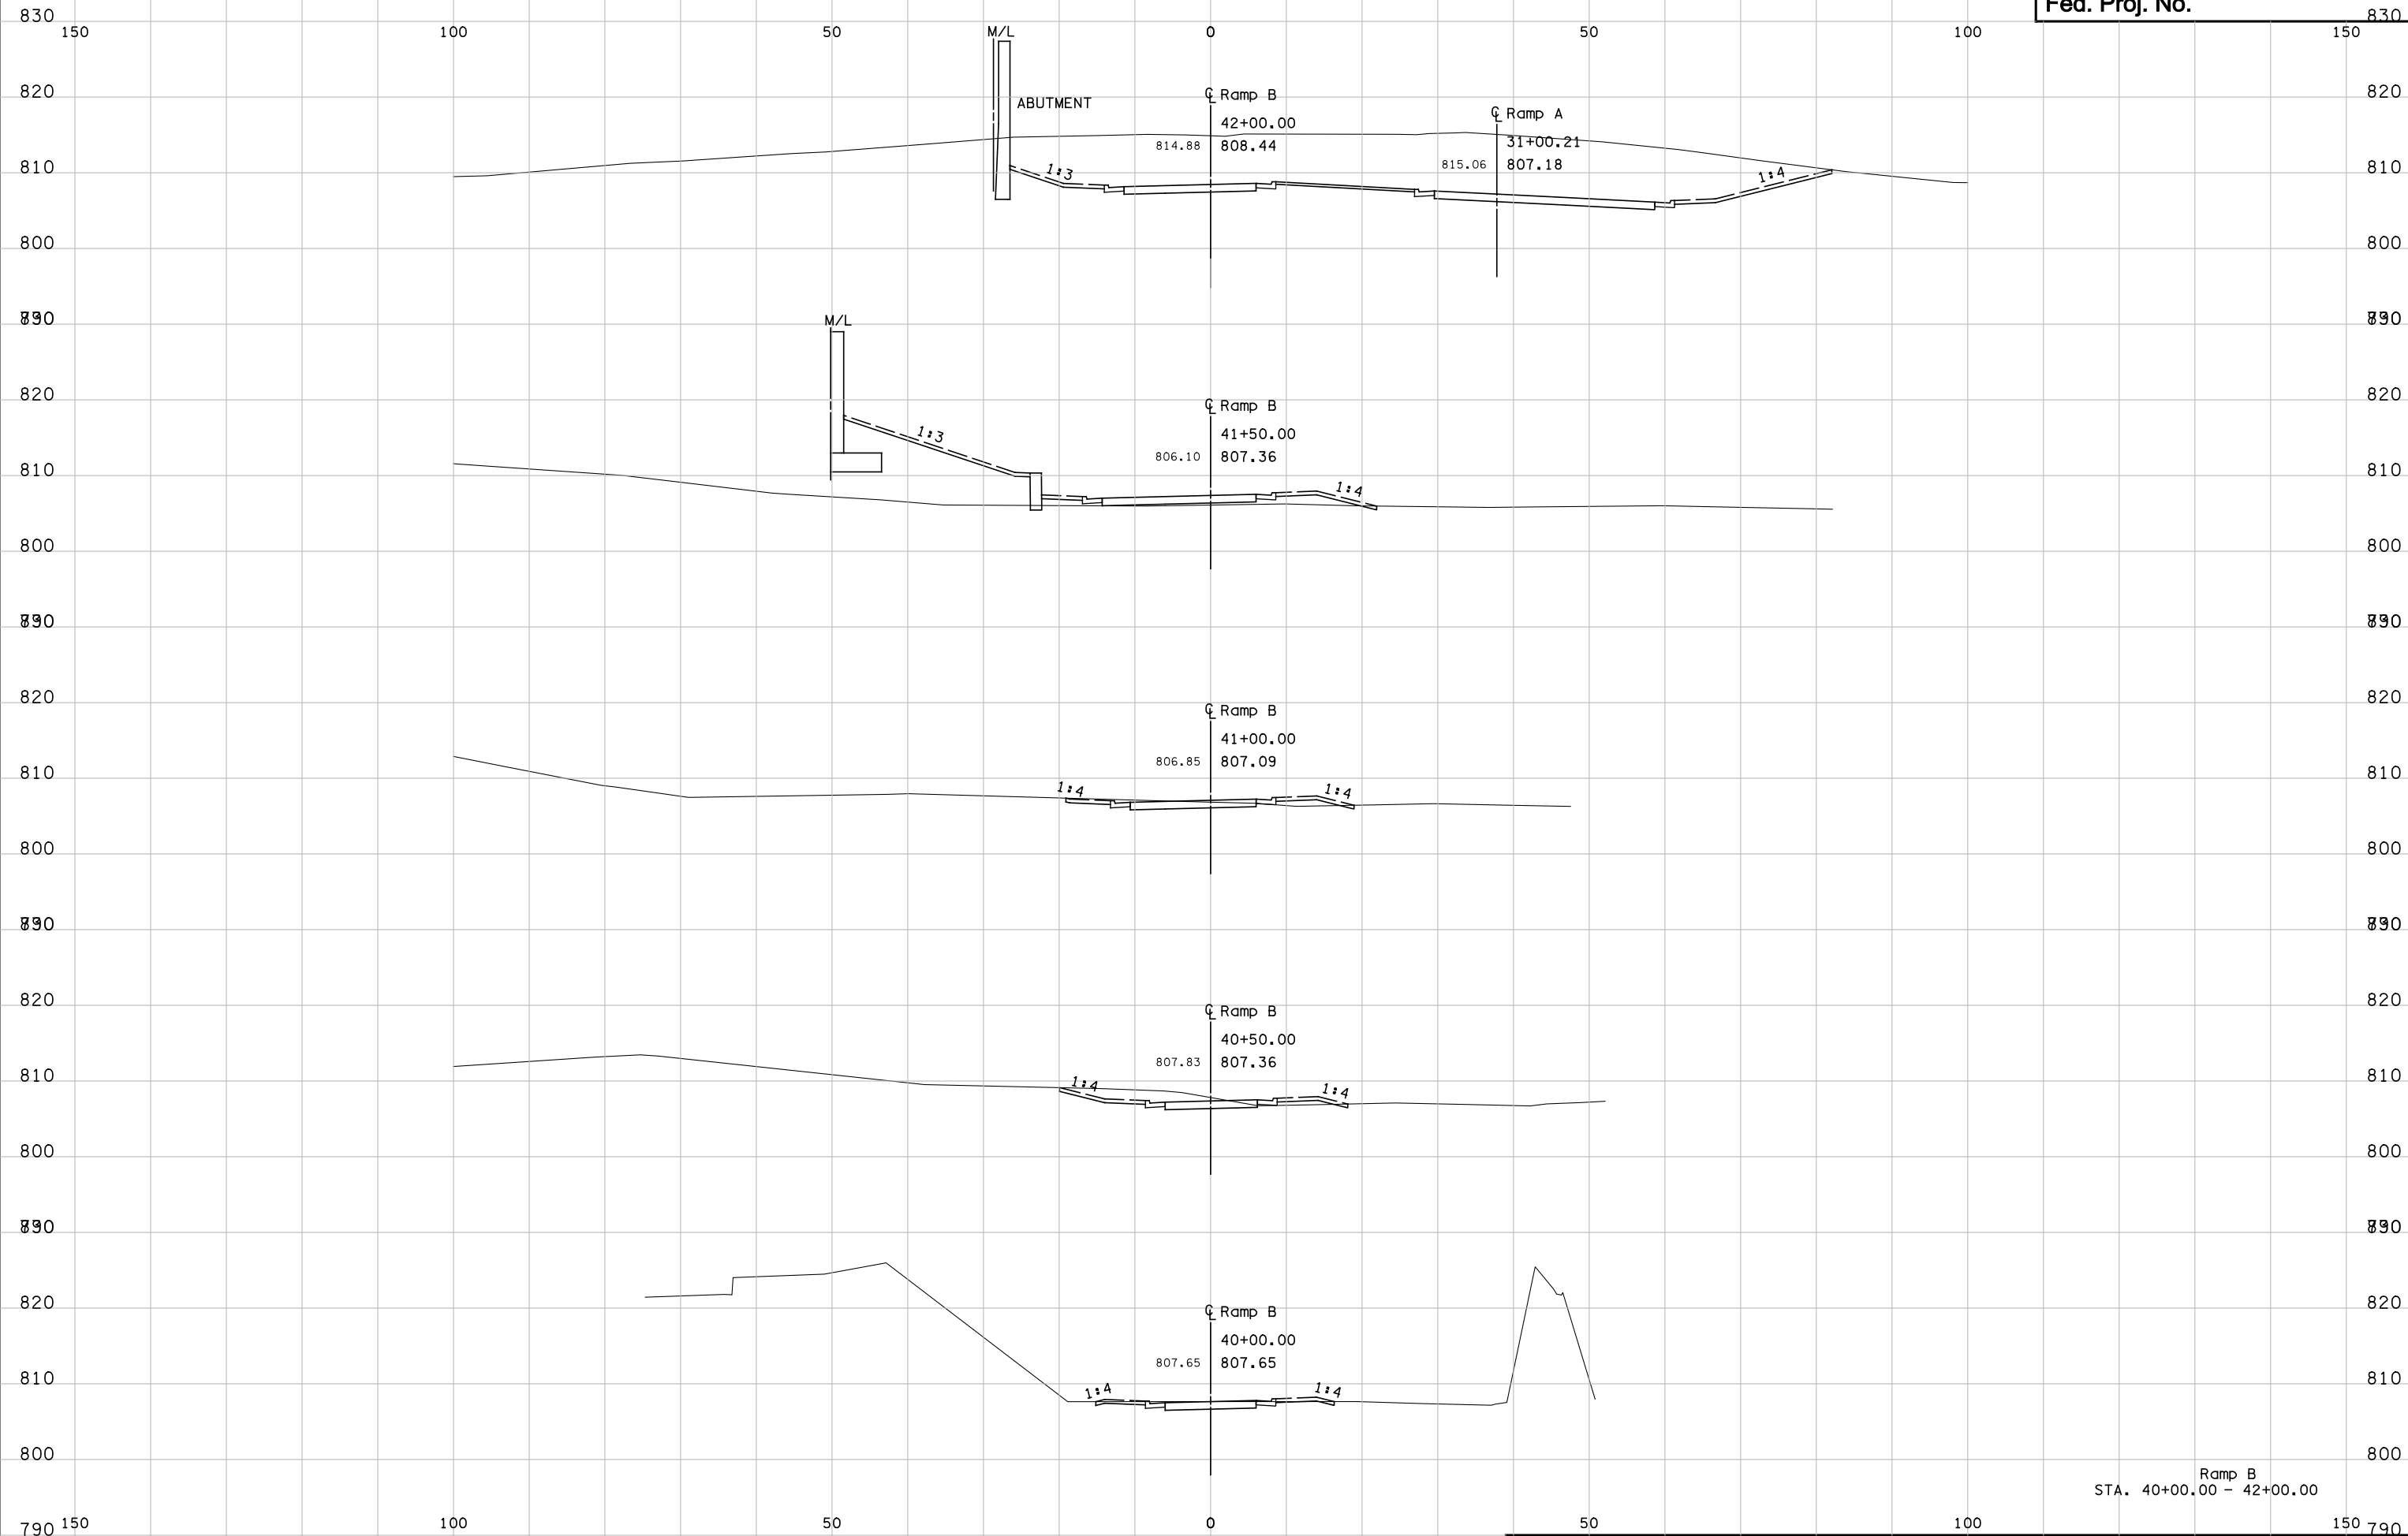 Fed. Proj. No.
830 830
150 100 50 0 50 100 150
M/L
820 820
ABUTMENT
℄ Ramp B
42+00.00
814.88 808.44
℄ Ramp A
31+00.21
815.06 807.18
810 810
1:3
1:4
800 800
M/L
820 820
℄ Ramp B
41+50.00
806.10 807.36
1:3
810 810
1:4
800 800
820 820
℄ Ramp B
41+00.00
806.85 807.09
810 810
1:4 1:4
800 800
820 820
℄ Ramp B
40+50.00
807.83 807.36
810 810
1:4 1:4
800 800
820 820
℄ Ramp B
40+00.00
807.65 807.65
810 810
1:4 1:4
800 800
Ramp B
STA. 40+00.00 - 42+00.00
790 150 100 50 0 50 100 150 790